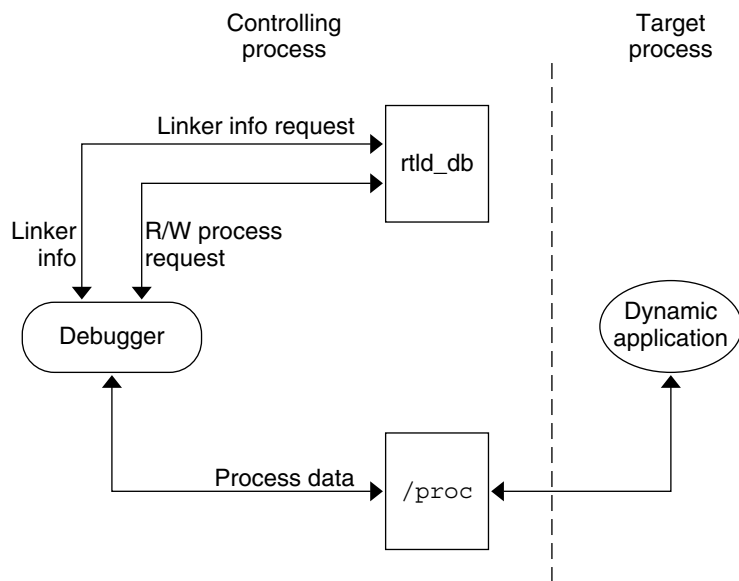 Controlling
process
Target
process
Linker info request
rtld_db
Linker
info
R/W process
request
Debugger
Dynamic
application
Process data
/proc